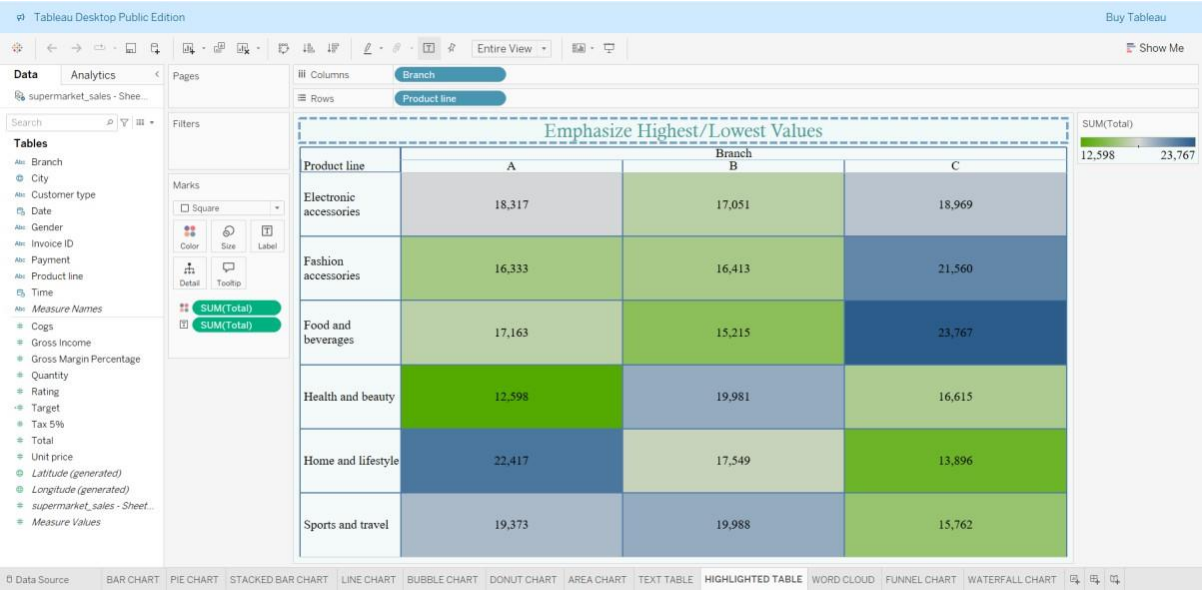 Tableau Desktop Public Edition
Buy Tableau
Entire View
Show Me
Data
Analytics
supermarket_sales - Shee...
Search
Tables
Abc Branch
City
Abc Customer type
Date
Abc Gender
Abc Invoice ID
Abc Payment
Abc Product line
Time
Abc Measure Names
Cogs
Gross Income
Gross Margin Percentage
Quantity
Rating
Target
Tax 5%
Total
Unit price
Latitude (generated)
Longitude (generated)
supermarket_sales - Sheet...
Measure Values
Pages
Filters
Marks
Square
Color Size Label
Detail Tooltip
SUM(Total)
SUM(Total)
Columns Branch
Rows Product line
Emphasize Highest/Lowest Values
Branch
Product line A B C
Electronic accessories 18,317 17,051 18,969
Fashion accessories 16,333 16,413 21,560
Food and beverages 17,163 15,215 23,767
Health and beauty 12,598 19,981 16,615
Home and lifestyle 22,417 17,549 13,896
Sports and travel 19,373 19,988 15,762
SUM(Total)
12,598 23,767
Data Source BAR CHART PIE CHART STACKED BAR CHART LINE CHART BUBBLE CHART DONUT CHART AREA CHART TEXT TABLE HIGHLIGHTED TABLE WORD CLOUD FUNNEL CHART WATERFALL CHART